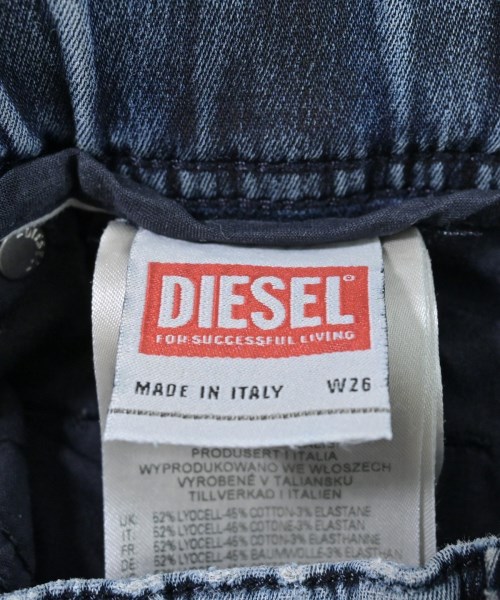 DIESEL
FOR SUCCESSFUL LIVING
MADE IN ITALY W26
PRODUSERT I ITALIA
WYPRODUKOWANO WE WŁOSZECH
VYROBENÉ V TALIANSKU
TILLVERKAD I ITALIEN
UK: 52% LYOCELL-45% COTTON-3% ELASTANE
IT: 52% LYOCELL-45% COTONE-3% ELASTAN
FR: 52% LYOCELL-45% COTON-3% ELASTHANNE
DE: 52% LYOCELL-45% BAUMWOLLE-3% ELASTHAN